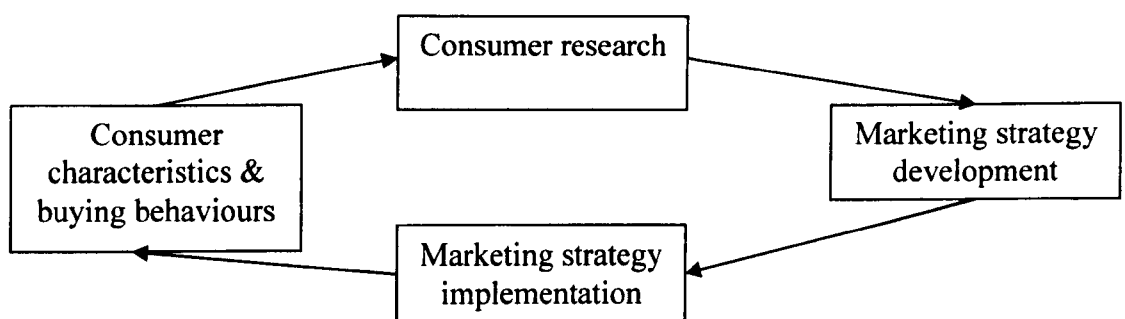 Consumer research
Consumer
characteristics &
buying behaviours
Marketing strategy
development
Marketing strategy
implementation